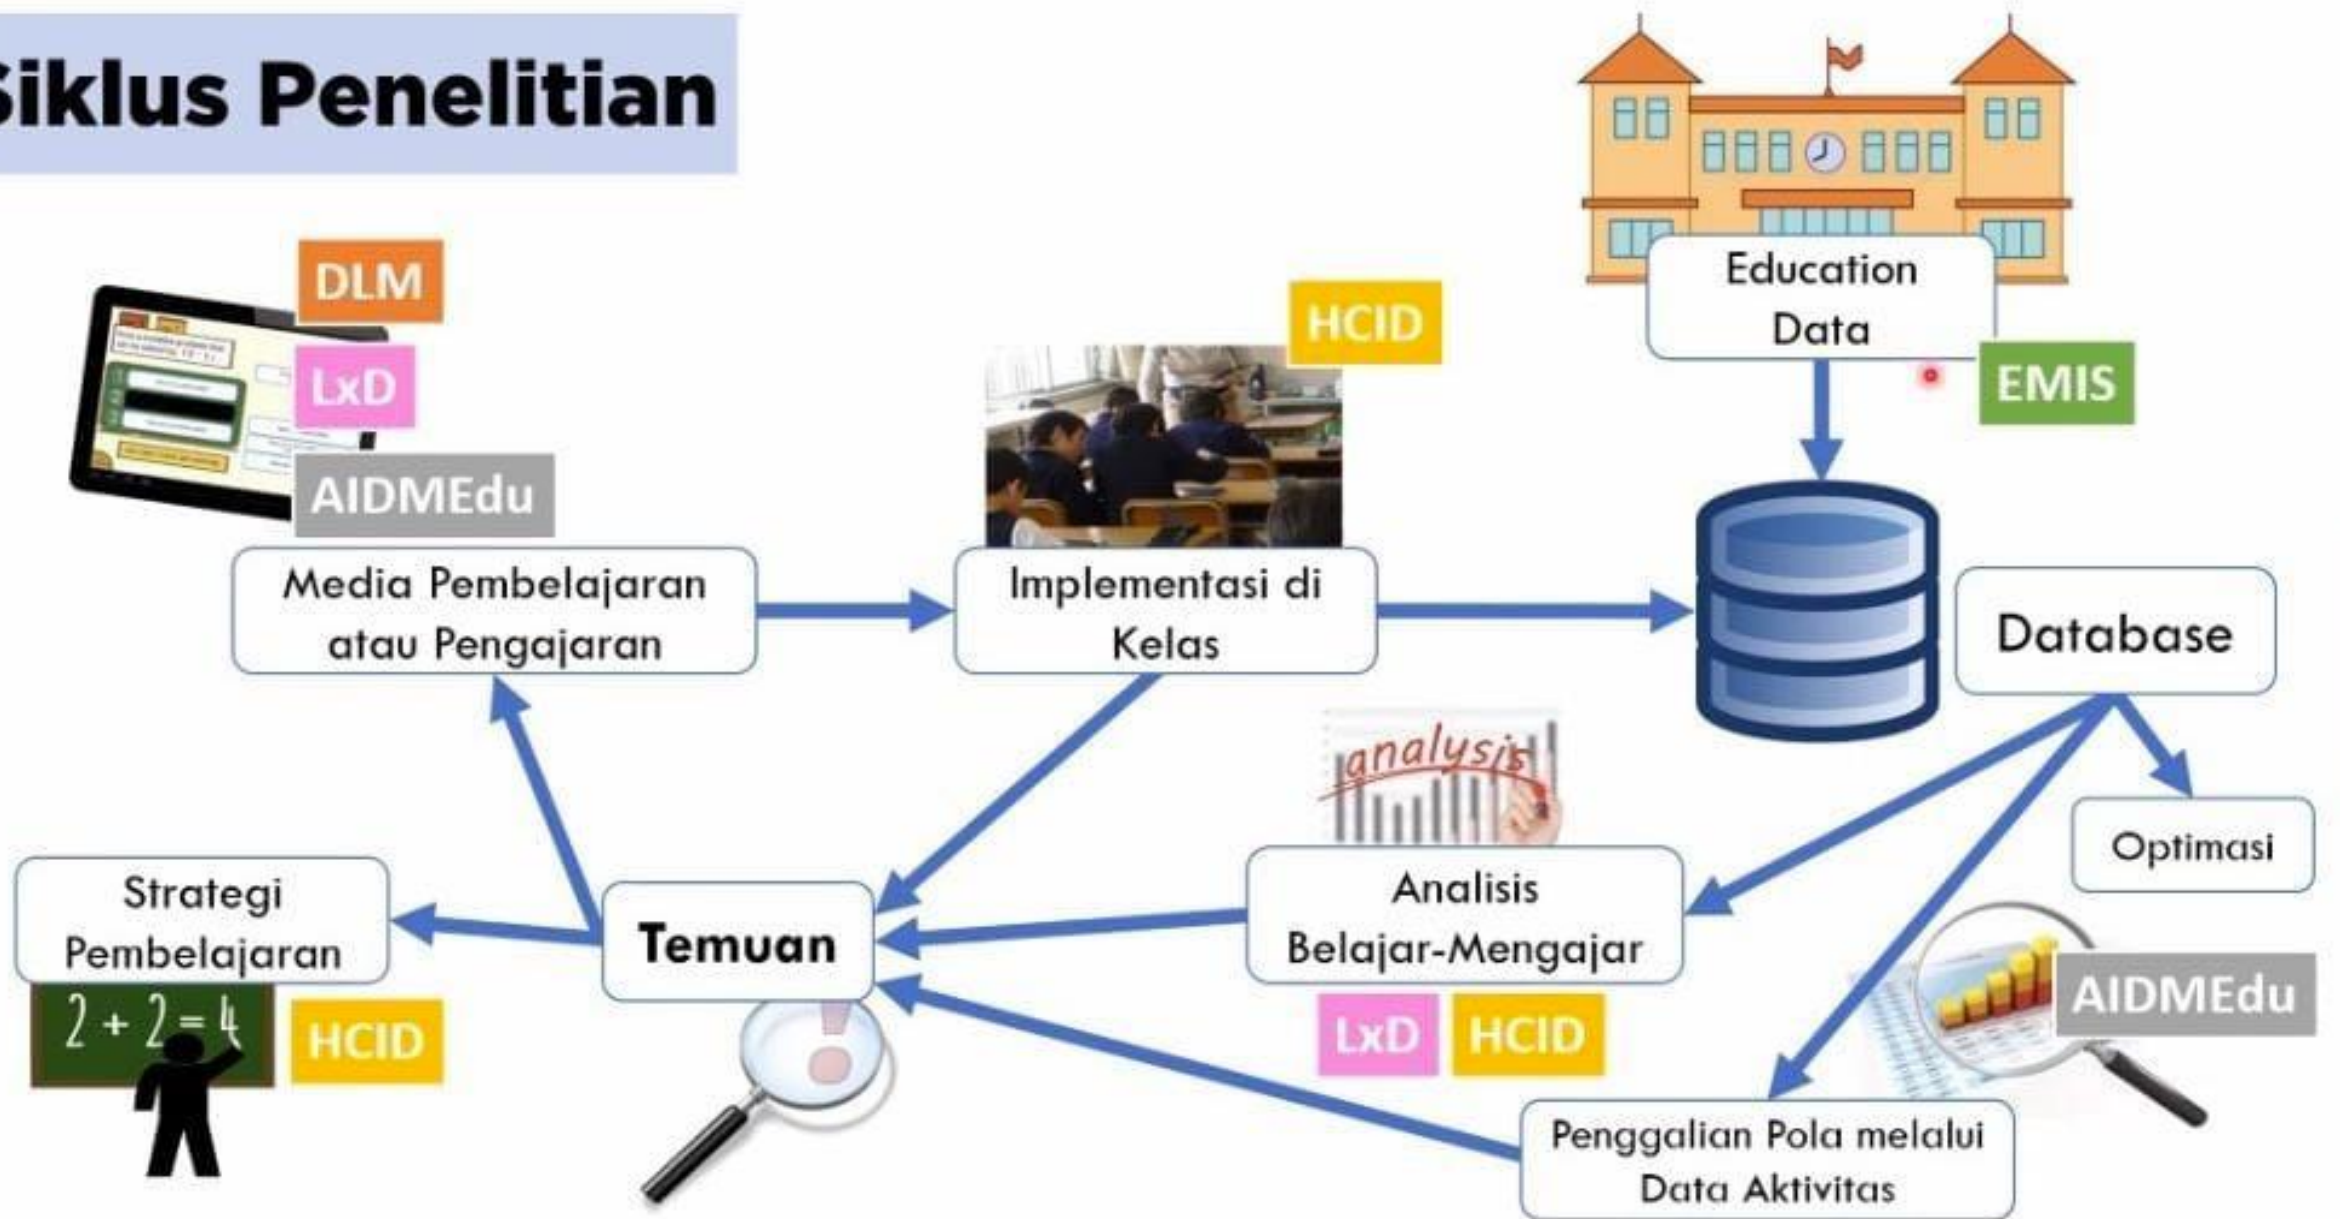 Siklus Penelitian
DLM
LxD
AIDMEdu
Media Pembelajaran
atau Pengajaran
HCID
Implementasi di
Kelas
Education
Data
EMIS
Database
Optimasi
analysis
Analisis
Belajar-Mengajar
LxD
HCID
AIDMEdu
Penggalian Pola melalui
Data Aktivitas
Temuan
Strategi
Pembelajaran
2 + 2 = 4
HCID